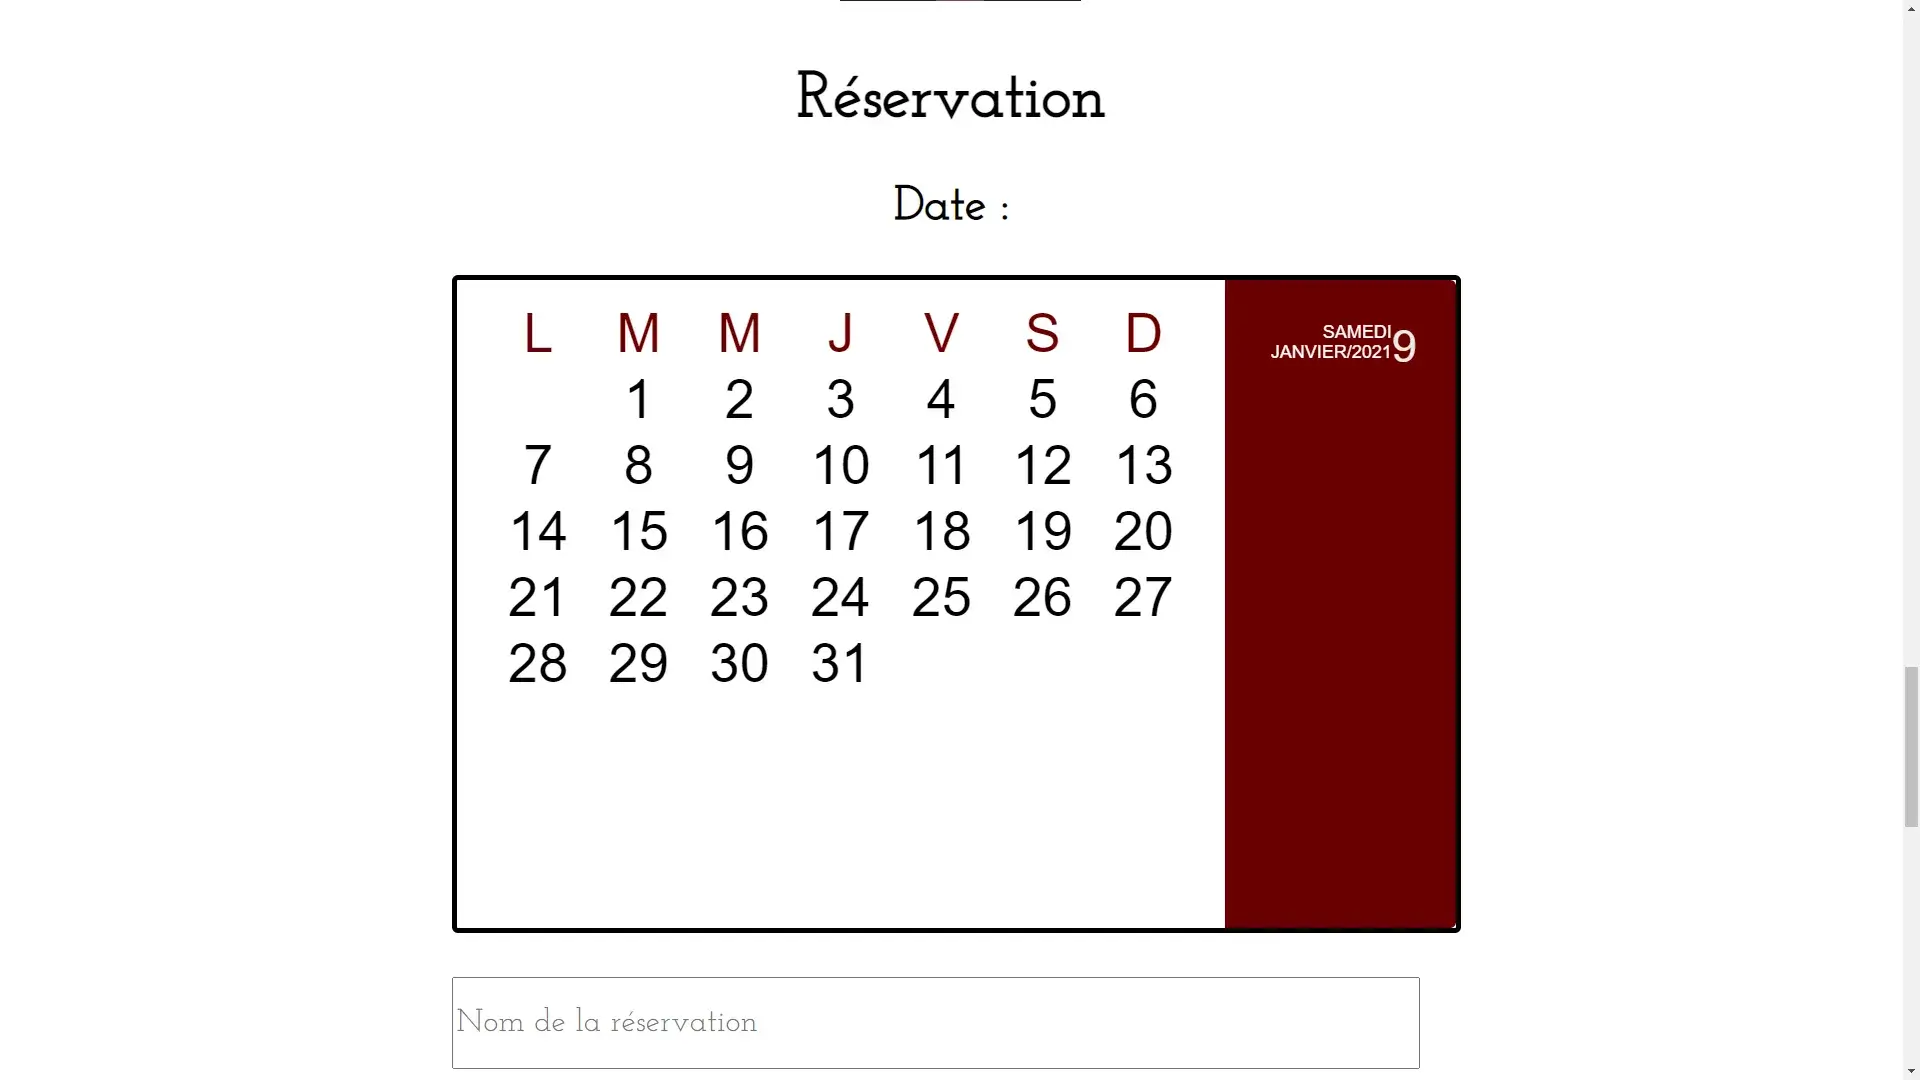 Réservation
Date :
L M M J V S D
1 2 3 4 5 6
7 8 9 10 11 12 13
14 15 16 17 18 19 20
21 22 23 24 25 26 27
28 29 30 31
SAMEDI
JANVIER/2021
9
Nom de la réservation